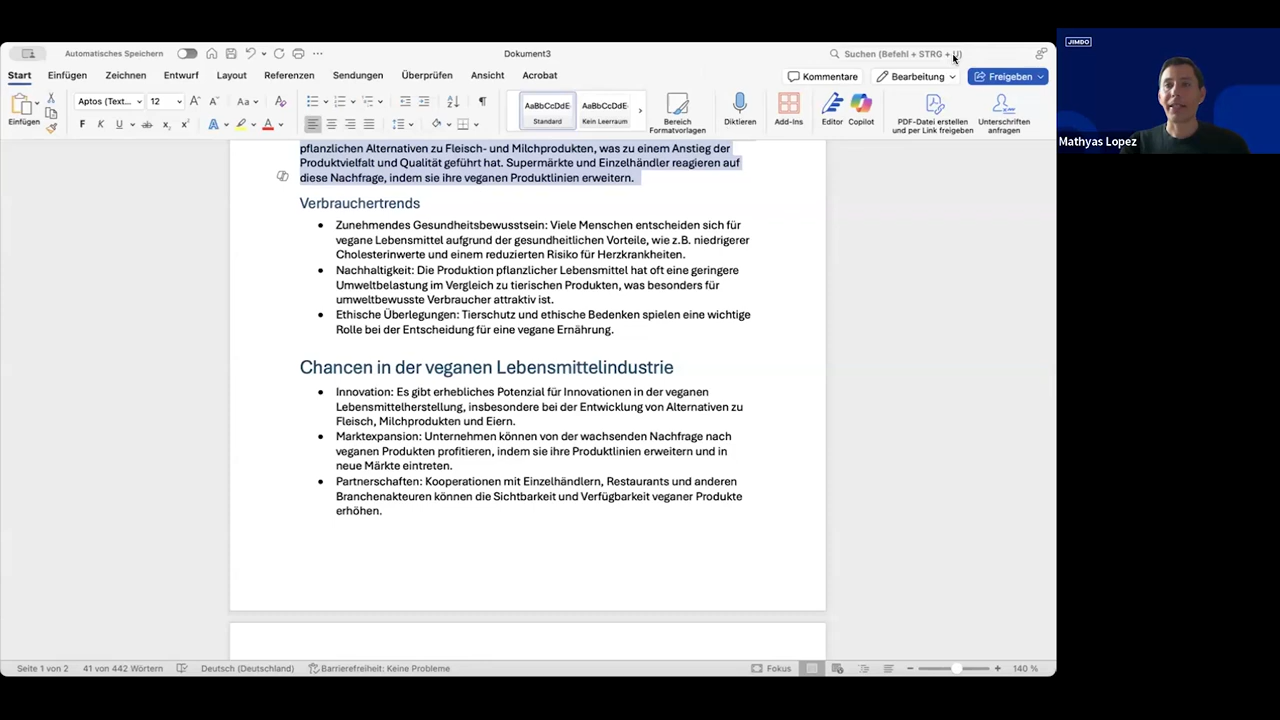 Automatisches Speichern
Dokument3
Suchen (Befehl + STRG + U)
Start Einfügen Zeichnen Entwurf Layout Referenzen Sendungen Überprüfen Ansicht Acrobat
Kommentare Bearbeitung Freigeben
Einfügen
Aptos (Text... 12
AaBbCcDdE
Standard
AaBbCcDdE
Kein Leerraum
Bereich
Formatvorlagen
Diktieren
Add-Ins
Editor
Copilot
PDF-Datei erstellen
und per Link freigeben
Unterschriften
anfragen
F K U ab x₂ x² A A
pflanzlichen Alternativen zu Fleisch- und Milchprodukten, was zu einem Anstieg der
Produktvielfalt und Qualität geführt hat. Supermärkte und Einzelhändler reagieren auf
diese Nachfrage, indem sie ihre veganen Produktlinien erweitern.
Verbrauchertrends
• Zunehmendes Gesundheitsbewusstsein: Viele Menschen entscheiden sich für
vegane Lebensmittel aufgrund der gesundheitlichen Vorteile, wie z.B. niedrigerer
Cholesterinwerte und einem reduzierten Risiko für Herzkrankheiten.
• Nachhaltigkeit: Die Produktion pflanzlicher Lebensmittel hat oft eine geringere
Umweltbelastung im Vergleich zu tierischen Produkten, was besonders für
umweltbewusste Verbraucher attraktiv ist.
• Ethische Überlegungen: Tierschutz und ethische Bedenken spielen eine wichtige
Rolle bei der Entscheidung für eine vegane Ernährung.
Chancen in der veganen Lebensmittelindustrie
• Innovation: Es gibt erhebliches Potenzial für Innovationen in der veganen
Lebensmittelherstellung, insbesondere bei der Entwicklung von Alternativen zu
Fleisch, Milchprodukten und Eiern.
• Marktexpansion: Unternehmen können von der wachsenden Nachfrage nach
veganen Produkten profitieren, indem sie ihre Produktlinien erweitern und in
neue Märkte eintreten.
• Partnerschaften: Kooperationen mit Einzelhändlern, Restaurants und anderen
Branchenakteuren können die Sichtbarkeit und Verfügbarkeit veganer Produkte
erhöhen.
Seite 1 von 2 41 von 442 Wörtern Deutsch (Deutschland) Barrierefreiheit: Keine Probleme Fokus 140 %
JIMDO
Mathyas Lopez